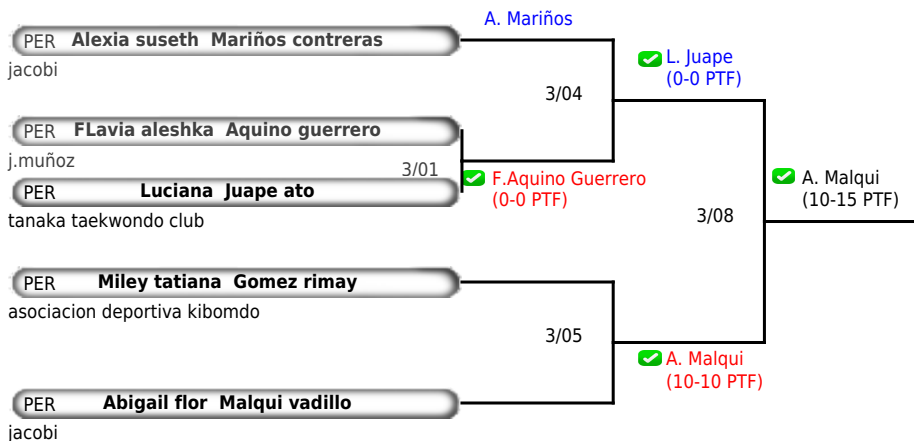 A. Mariños
PER Alexia suseth Mariños contreras
jacobi
L. Juape
(0-0 PTF)
3/04
PER FLavia aleshka Aquino guerrero
j.muñoz
3/01
F.Aquino Guerrero
(0-0 PTF)
PER Luciana Juape ato
tanaka taekwondo club
A. Malqui
(10-15 PTF)
3/08
PER Miley tatiana Gomez rimay
asociacion deportiva kibomdo
3/05
A. Malqui
(10-10 PTF)
PER Abigail flor Malqui vadillo
jacobi